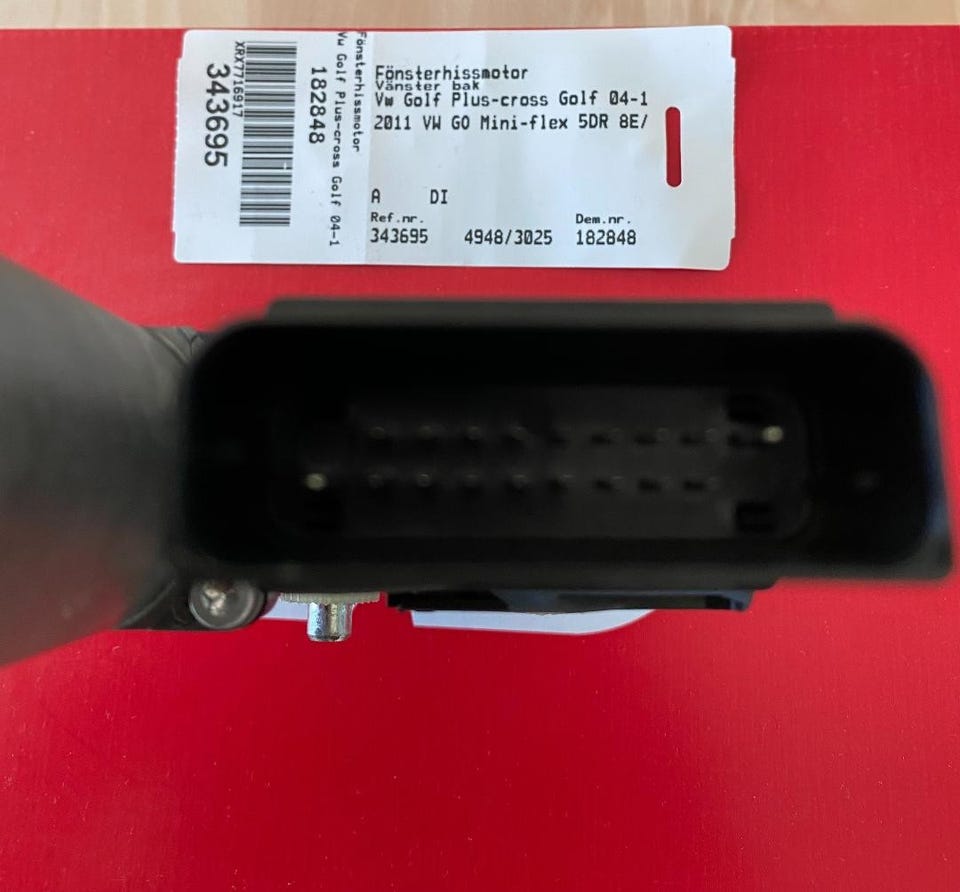 XRX7716917
343695
182848
Vw Golf Plus-cross Golf 04-1
Fönsterhissmotor
Fönsterhissmotor
Vänster bak
Vw Golf Plus-cross Golf 04-1
2011 VW GO Mini-flex 5DR 8E/
A DI
Ref.nr. Dem.nr.
343695 4948/3025 182848